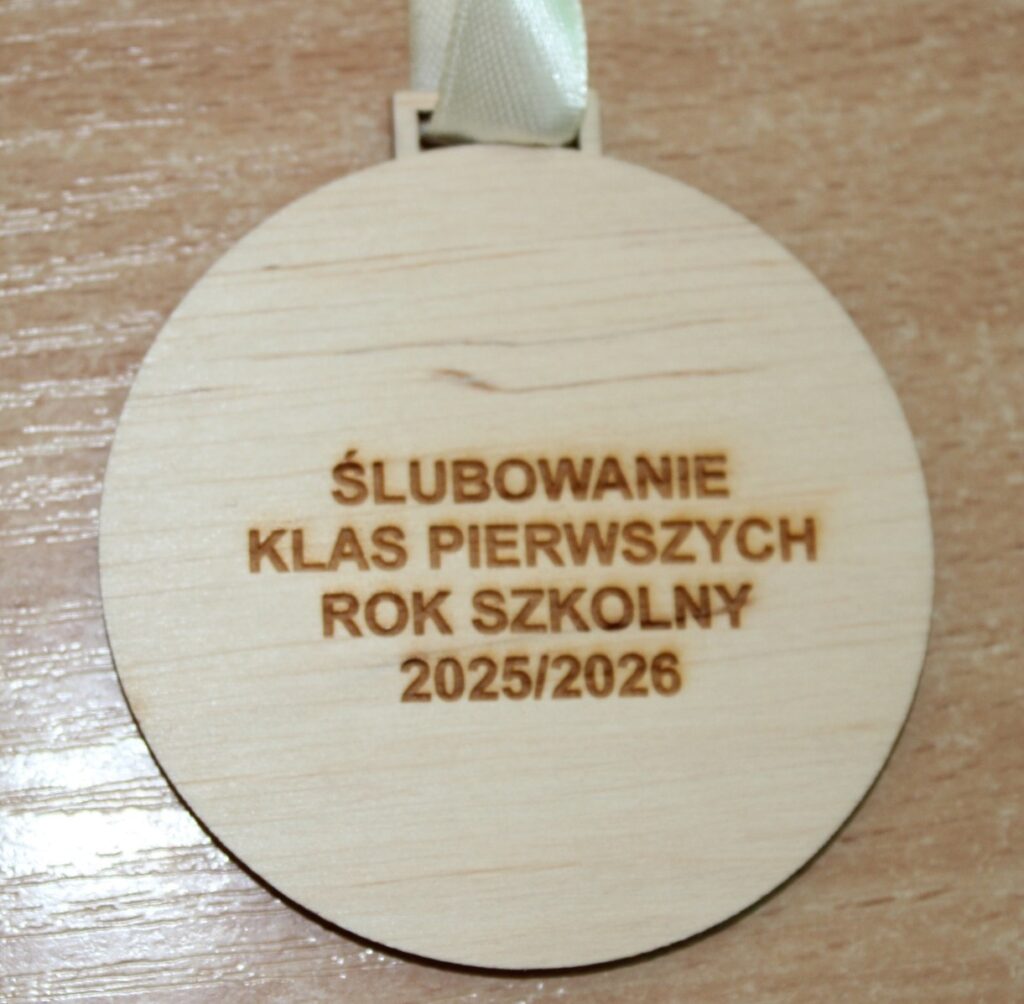 ŚLUBOWANIE
KLAS PIERWSZYCH
ROK SZKOLNY
2025/2026